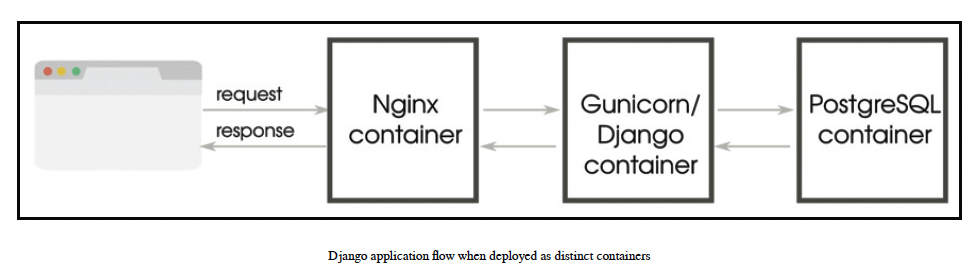 request
response
Nginx
container
Gunicorn/
Django
container
PostgreSQL
container
Django application flow when deployed as distinct containers